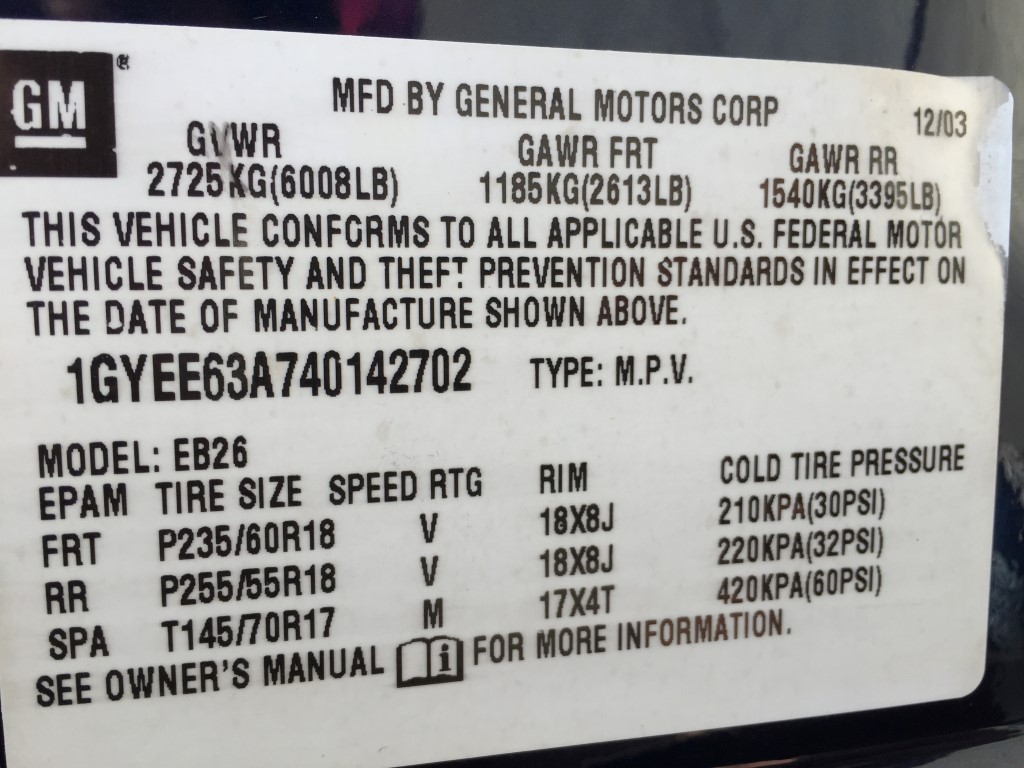 GM®
MFD BY GENERAL MOTORS CORP
12/03
GVWR GAWR FRT GAWR RR
2725KG(6008LB) 1185KG(2613LB) 1540KG(3395LB)
THIS VEHICLE CONFORMS TO ALL APPLICABLE U.S. FEDERAL MOTOR
VEHICLE SAFETY AND THEFT PREVENTION STANDARDS IN EFFECT ON
THE DATE OF MANUFACTURE SHOWN ABOVE.
1GYEE63A740142702 TYPE: M.P.V.
MODEL: EB26
EPAM TIRE SIZE SPEED RTG RIM COLD TIRE PRESSURE
FRT P235/60R18 V 18X8J 210KPA(30PSI)
RR P255/55R18 V 18X8J 220KPA(32PSI)
SPA T145/70R17 M 17X4T 420KPA(60PSI)
SEE OWNER'S MANUAL i FOR MORE INFORMATION.